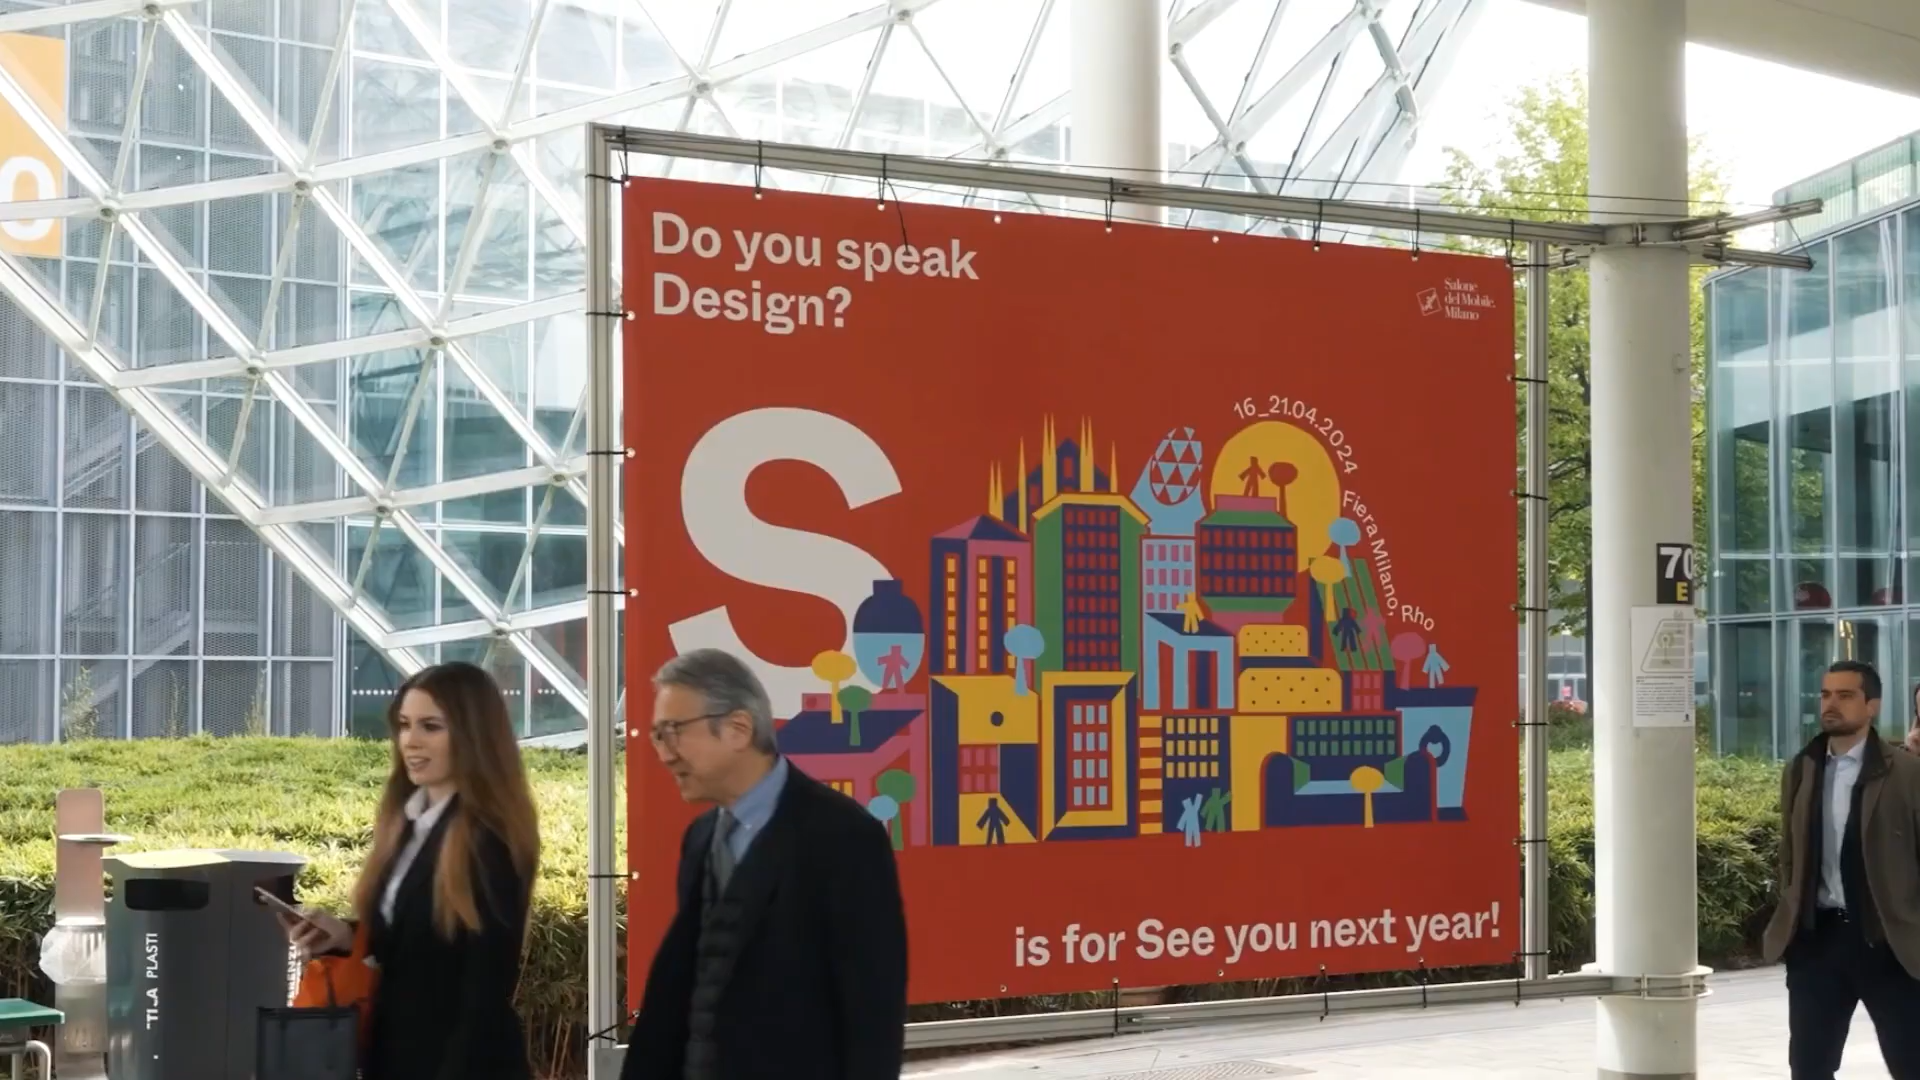 Do you speak
Design?
Salone
del Mobile.
Milano
S
16_21.04.2024 Fiera Milano, Rho
is for See you next year!
70
E
0
PLASTI